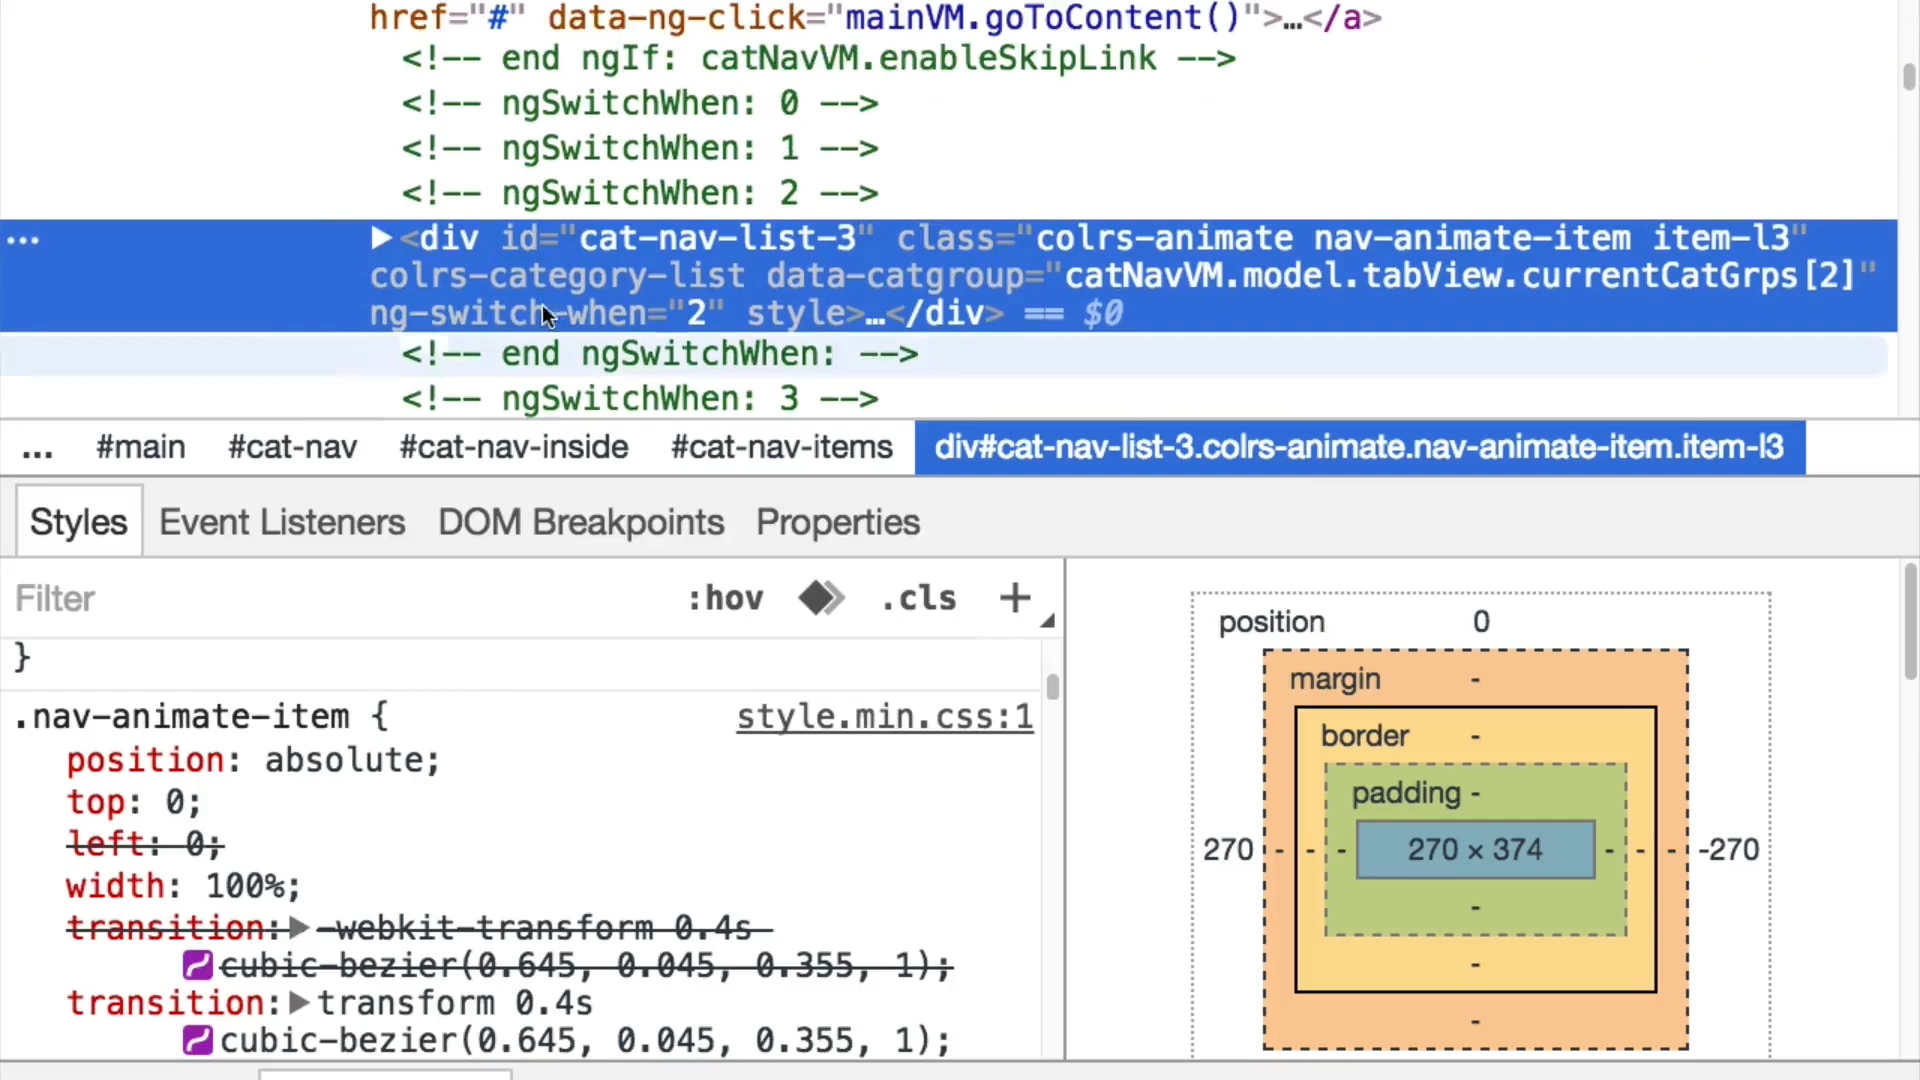 href="#" data-ng-click="mainVM.goToContent()">…</a>
<!-- end ngIf: catNavVM.enableSkipLink -->
<!-- ngSwitchWhen: 0 -->
<!-- ngSwitchWhen: 1 -->
<!-- ngSwitchWhen: 2 -->
… ▶<div id="cat-nav-list-3" class="colrs-animate nav-animate-item item-l3"
colrs-category-list data-catgroup="catNavVM.model.tabView.currentCatGrps[2]"
ng-switch-when="2" style>…</div> == $0
<!-- end ngSwitchWhen: -->
<!-- ngSwitchWhen: 3 -->
… #main #cat-nav #cat-nav-inside #cat-nav-items div#cat-nav-list-3.colrs-animate.nav-animate-item.item-l3
Styles Event Listeners DOM Breakpoints Properties
Filter :hov .cls +
}
.nav-animate-item { style.min.css:1
position: absolute;
top: 0;
left: 0;
width: 100%;
transition:▶-webkit-transform 0.4s
cubic-bezier(0.645, 0.045, 0.355, 1);
transition:▶transform 0.4s
cubic-bezier(0.645, 0.045, 0.355, 1);
position 0
margin -
border -
padding -
270 - - - 270 × 374 - - - -270
-
-
-